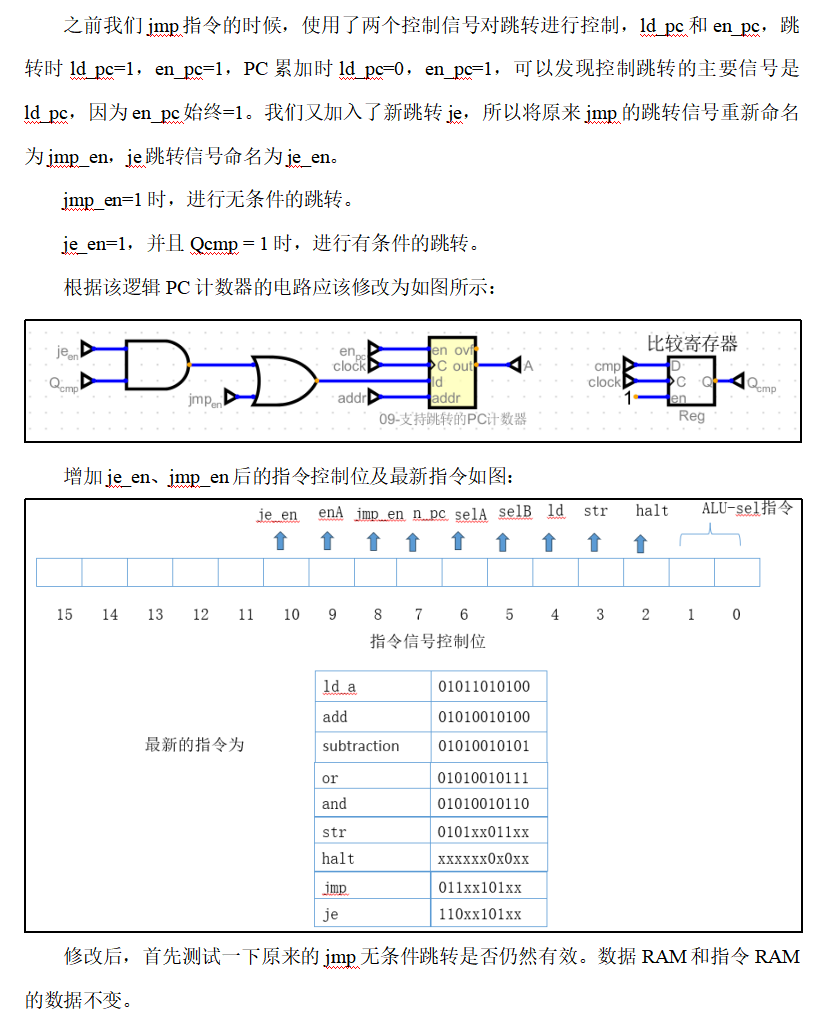 之前我们 jmp 指令的时候，使用了两个控制信号对跳转进行控制，ld_pc 和 en_pc，跳
转时 ld_pc=1，en_pc=1，PC 累加时 ld_pc=0，en_pc=1，可以发现控制跳转的主要信号是
ld_pc，因为 en_pc 始终=1。我们又加入了新跳转 je，所以将原来 jmp 的跳转信号重新命名
为 jmp_en，je 跳转信号命名为 je_en。
jmp_en=1 时，进行无条件的跳转。
je_en=1，并且 Qcmp = 1 时，进行有条件的跳转。
根据该逻辑 PC 计数器的电路应该修改为如图所示：
比较寄存器
je_en
Q_cmp
jmp_en
en_pc
clock
addr
en ovf
C out
ld
addr
A
09-支持跳转的PC计数器
cmp
clock
1
D
C Q
en
Q_cmp
Reg
增加 je_en、jmp_en 后的指令控制位及最新指令如图：
je_en enA jmp_en n_pc selA selB ld str halt ALU-sel指令
15 14 13 12 11 10 9 8 7 6 5 4 3 2 1 0
指令信号控制位
最新的指令为
ld_a 01011010100
add 01010010100
subtraction 01010010101
or 01010010111
and 01010010110
str 0101xx011xx
halt xxxxxx0x0xx
jmp 011xx101xx
je 110xx101xx
修改后，首先测试一下原来的 jmp 无条件跳转是否仍然有效。数据 RAM 和指令 RAM
的数据不变。